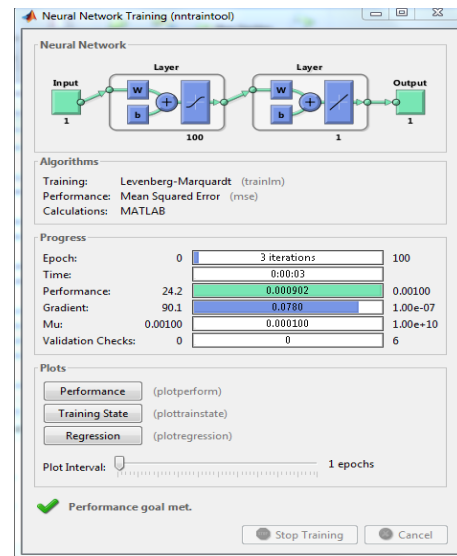 Neural Network Training (nntraintool)
Neural Network
Layer Layer
Input Output
W W
+ +
b b
1 1
100 1
Algorithms
Training: Levenberg-Marquardt (trainlm)
Performance: Mean Squared Error (mse)
Calculations: MATLAB
Progress
Epoch: 0 3 iterations 100
Time: 0:00:03
Performance: 24.2 0.000902 0.00100
Gradient: 90.1 0.0780 1.00e-07
Mu: 0.00100 0.000100 1.00e+10
Validation Checks: 0 0 6
Plots
Performance (plotperform)
Training State (plottrainstate)
Regression (plotregression)
Plot Interval: 1 epochs
Performance goal met.
Stop Training Cancel